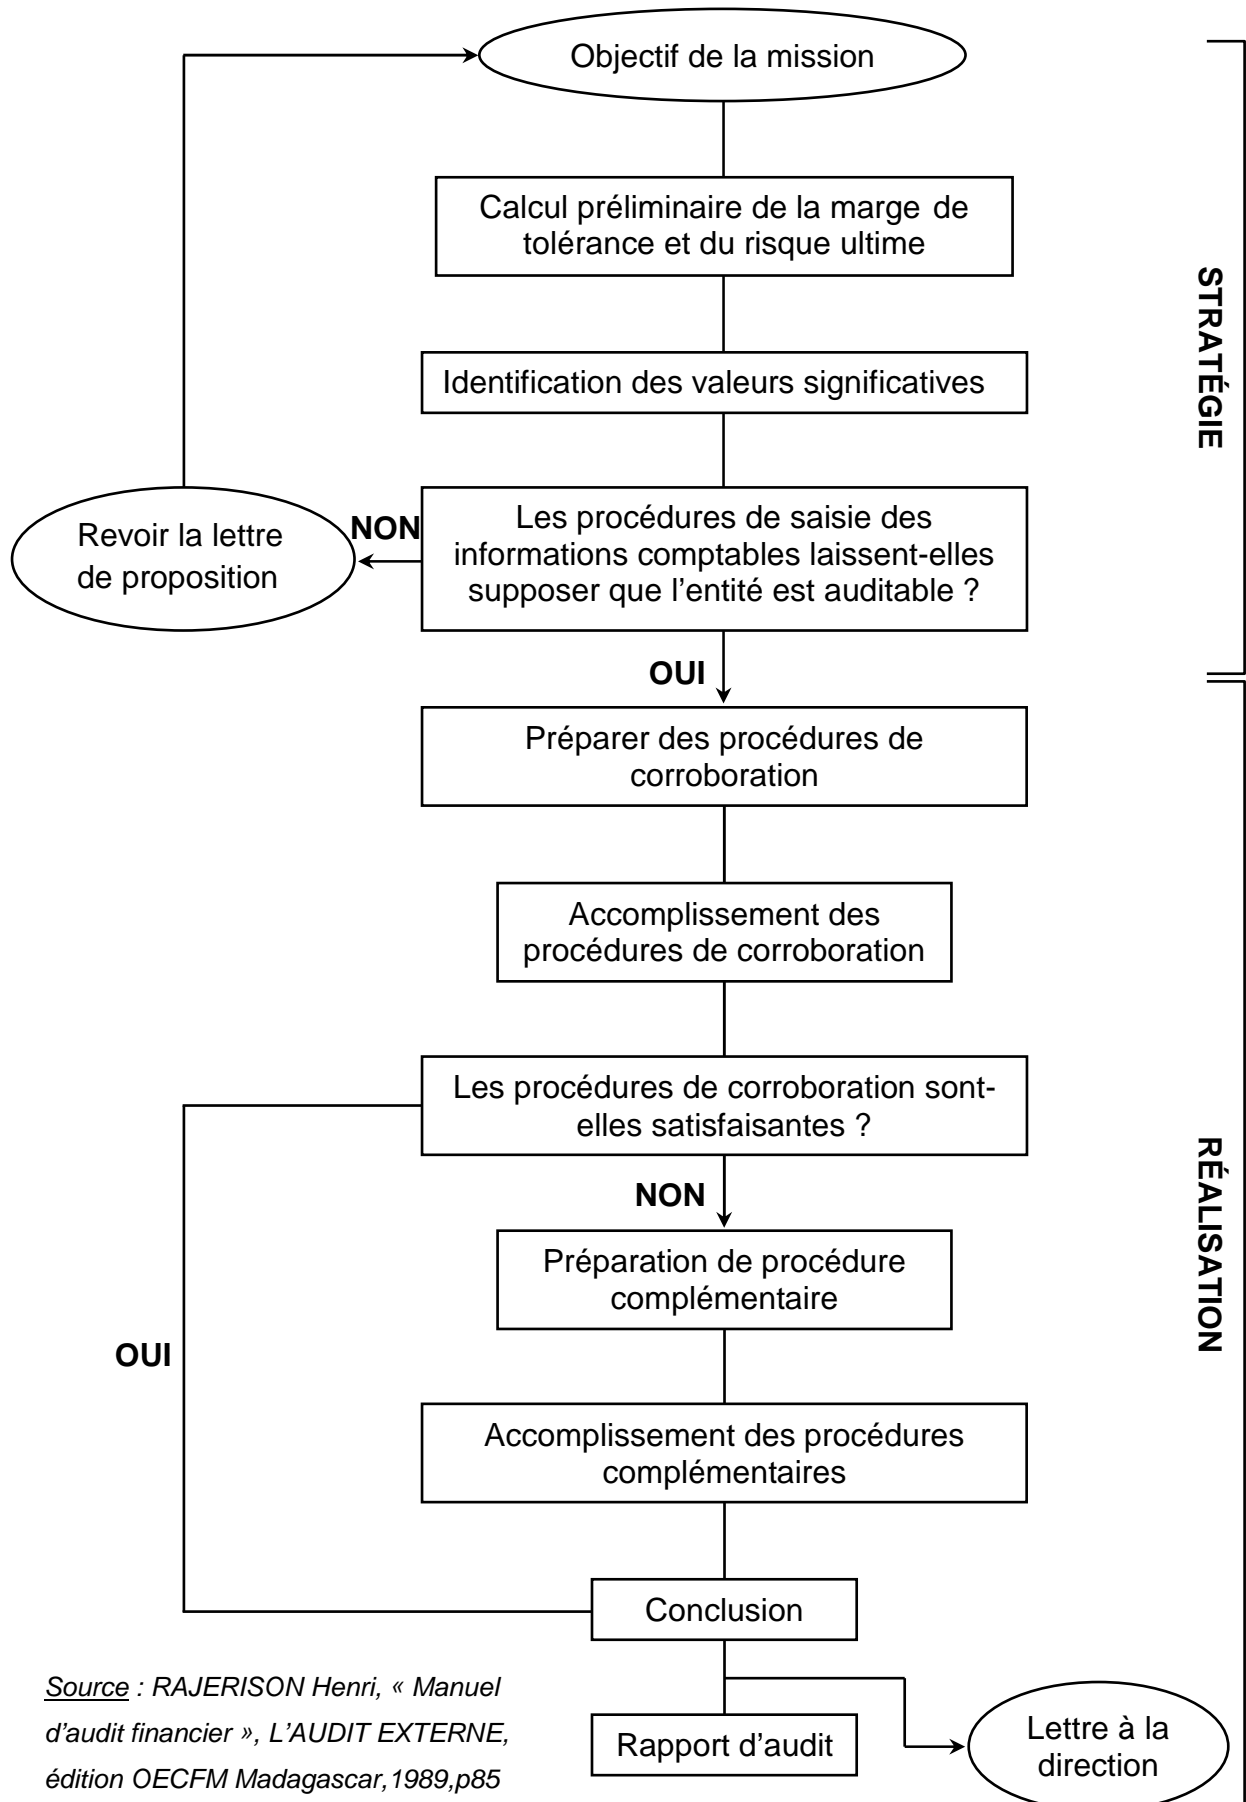 Objectif de la mission
Calcul préliminaire de la marge de
tolérance et du risque ultime
STRATÉGIE
Identification des valeurs significatives
Revoir la lettre
de proposition
NON
Les procédures de saisie des
informations comptables laissent-elles
supposer que l’entité est auditable ?
OUI
Préparer des procédures de
corroboration
Accomplissement des
procédures de corroboration
Les procédures de corroboration sont-
elles satisfaisantes ?
RÉALISATION
NON
Préparation de procédure
complémentaire
OUI
Accomplissement des procédures
complémentaires
Conclusion
Source : RAJERISON Henri, « Manuel
d’audit financier », L’AUDIT EXTERNE,
édition OECFM Madagascar,1989,p85
Rapport d’audit
Lettre à la
direction